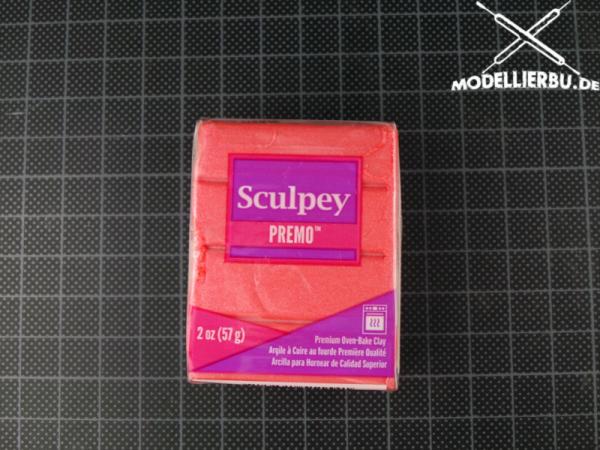 MODELLIERBU.DE
Sculpey
PREMO™
2 oz (57 g)
Premium Oven-Bake Clay
Argile à Cuire au fourde Première Qualité
Arcilla para Hornear de Calidad Superior